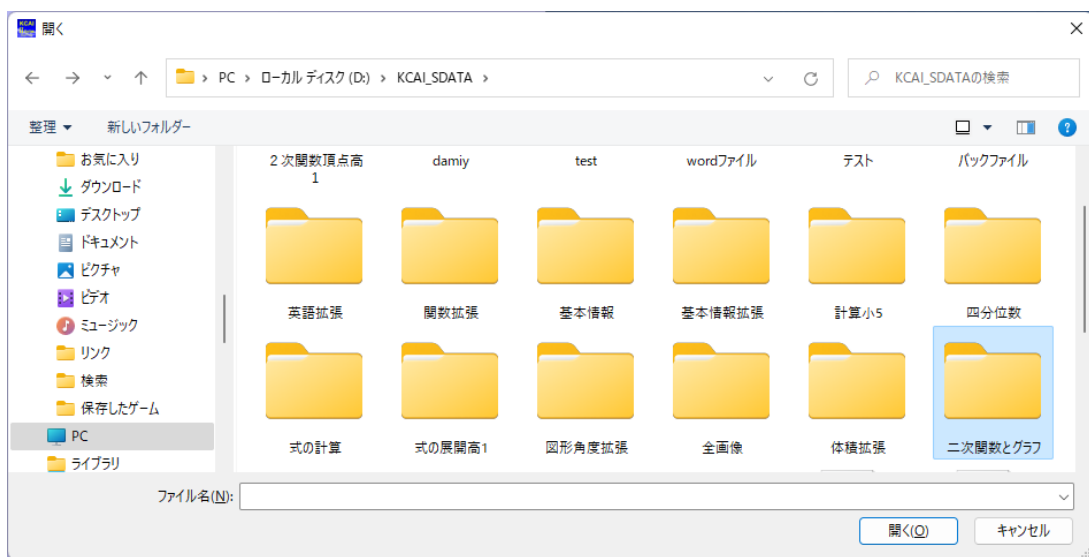 KCAI
開く
PC › ローカル ディスク (D:) › KCAI_SDATA ›
KCAI_SDATAの検索
整理
新しいフォルダー
お気に入り
ダウンロード
デスクトップ
ドキュメント
ピクチャ
ビデオ
ミュージック
リンク
検索
保存したゲーム
PC
ライブラリ
2次関数頂点高
1
damiy
test
wordファイル
テスト
バックファイル
英語拡張
関数拡張
基本情報
基本情報拡張
計算小5
四分位数
式の計算
式の展開高1
図形角度拡張
全画像
体積拡張
二次関数とグラフ
ファイル名(N):
開く(O)
キャンセル